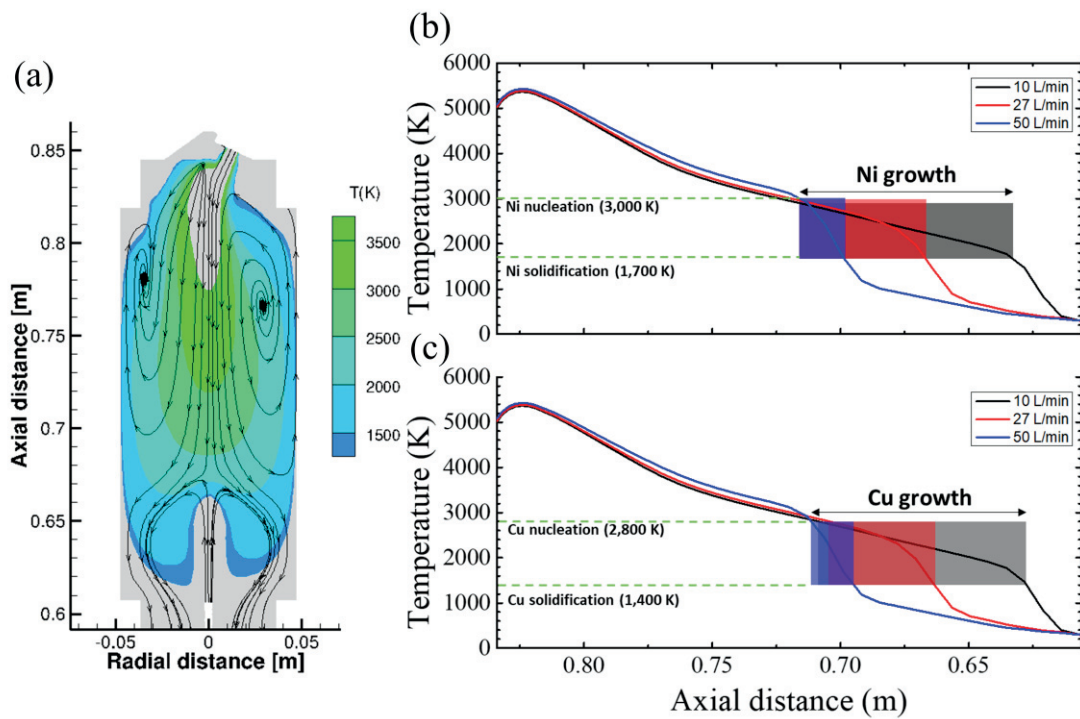 (a)
0.85
0.8
0.75
0.7
0.65
0.6
Axial distance [m]
-0.05
0
0.05
Radial distance [m]
T(K)
3500
3000
2500
2000
1500
(b)
6000
5000
4000
3000
2000
1000
0
Temperature (K)
10 L/min
27 L/min
50 L/min
Ni growth
Ni nucleation (3,000 K)
Ni solidification (1,700 K)
(c)
6000
5000
4000
3000
2000
1000
0
Temperature (K)
10 L/min
27 L/min
50 L/min
Cu growth
Cu nucleation (2,800 K)
Cu solidification (1,400 K)
0.80
0.75
0.70
0.65
Axial distance (m)